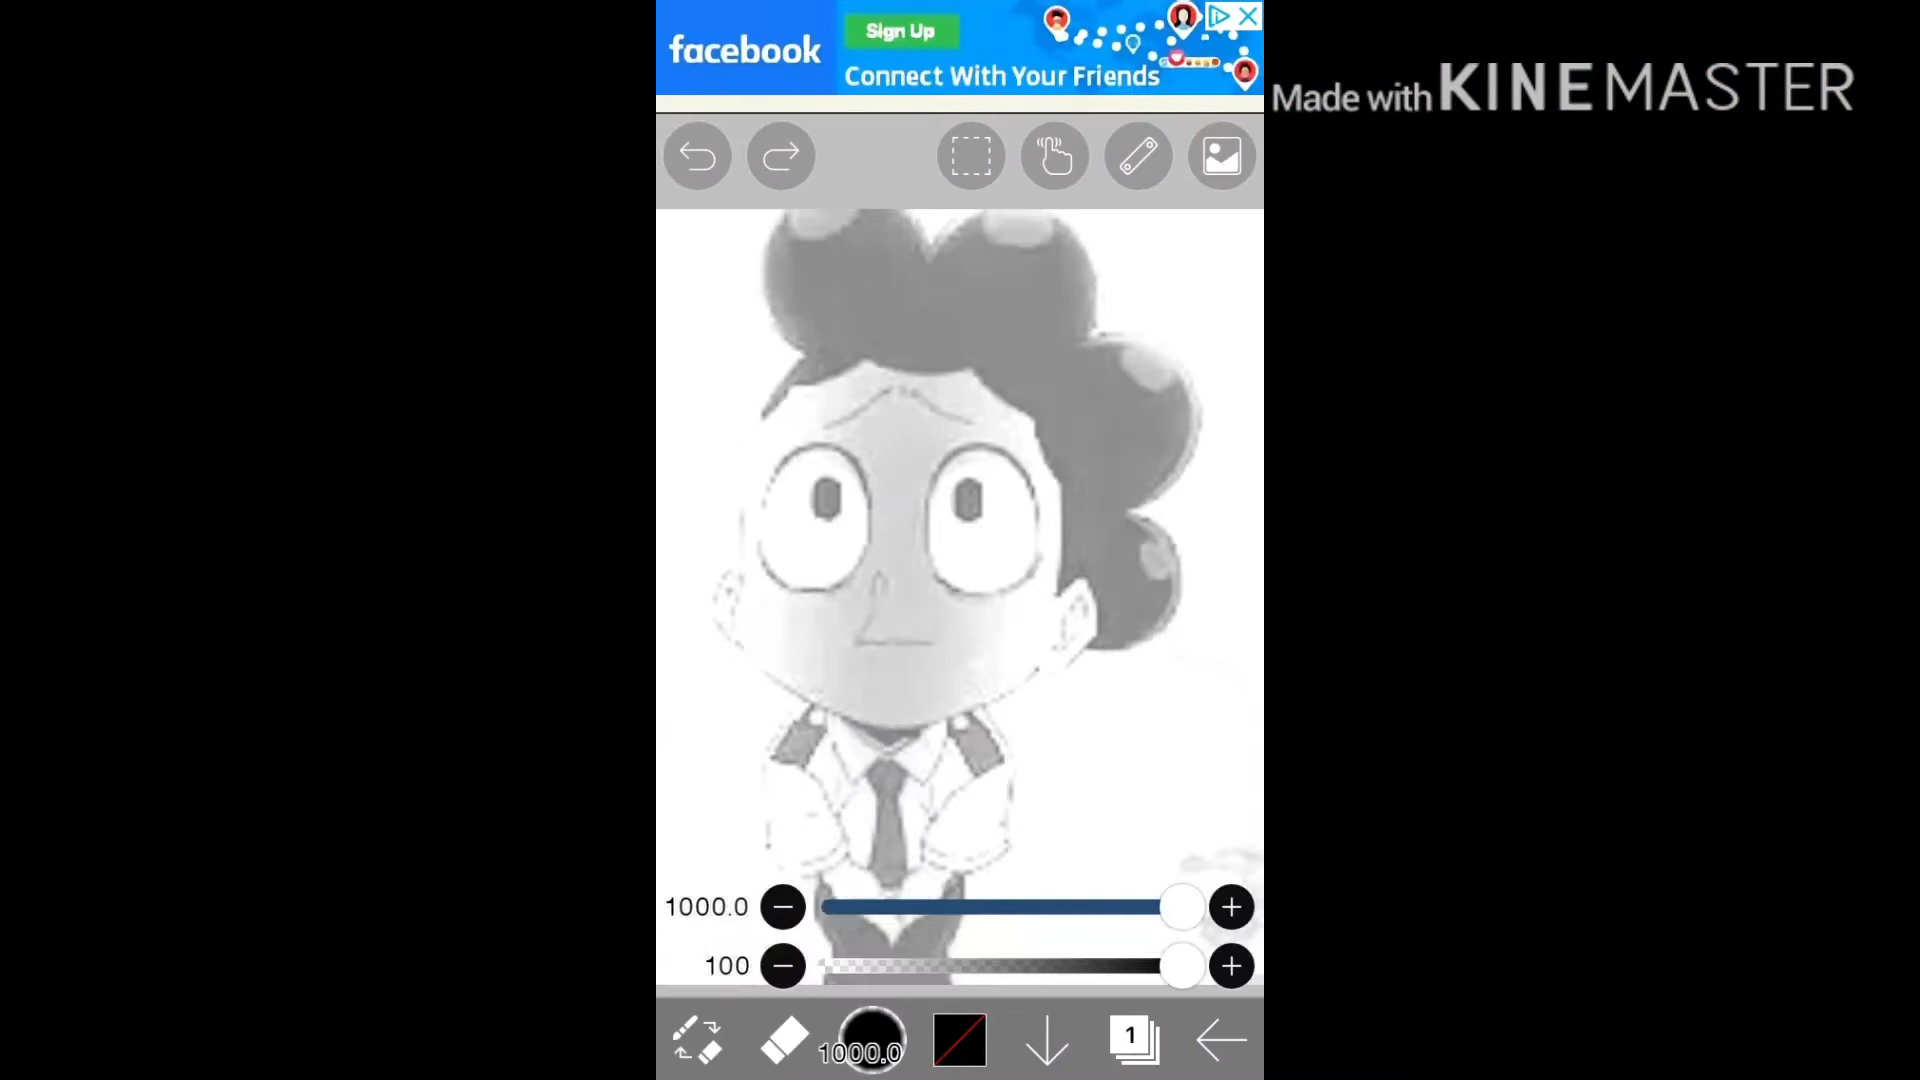 facebook
Sign Up
Connect With Your Friends
Made with KINEMASTER
1000.0
100
1000.0
1